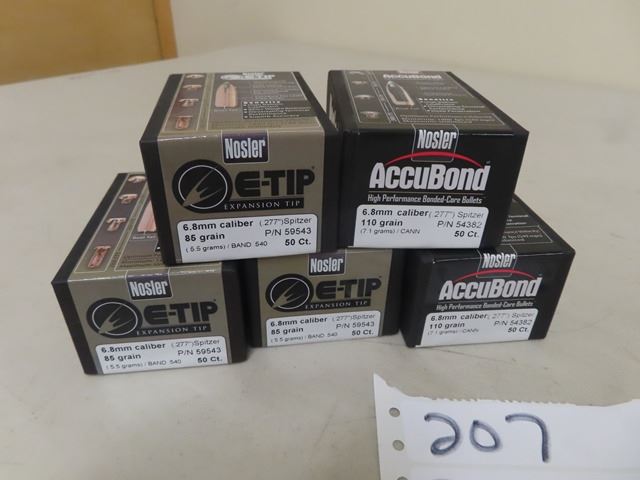 E-TIP
AccuBond
Benefits
Nosler
E-TIP®
EXPANSION TIP
6.8mm caliber (.277")Spitzer
85 grain P/N 59543
(5.5 grams) / BAND 540 50 Ct.
Nosler
AccuBond®
High Performance Bonded-Core Bullets
6.8mm caliber (.277")Spitzer
110 grain P/N 54382
(7.1 grams) / CANN 50 Ct.
Nosler
E-TIP®
EXPANSION TIP
6.8mm caliber (.277")Spitzer
85 grain P/N 59543
(5.5 grams) / BAND 540 50 Ct.
Nosler
E-TIP®
EXPANSION TIP
6.8mm caliber (.277")Spitzer
85 grain P/N 59543
(5.5 grams) / BAND 540 50 Ct.
Nosler
AccuBond®
High Performance Bonded-Core Bullets
6.8mm caliber (.277")Spitzer
110 grain P/N 54382
(7.1 grams) / CANN 50 Ct.
207